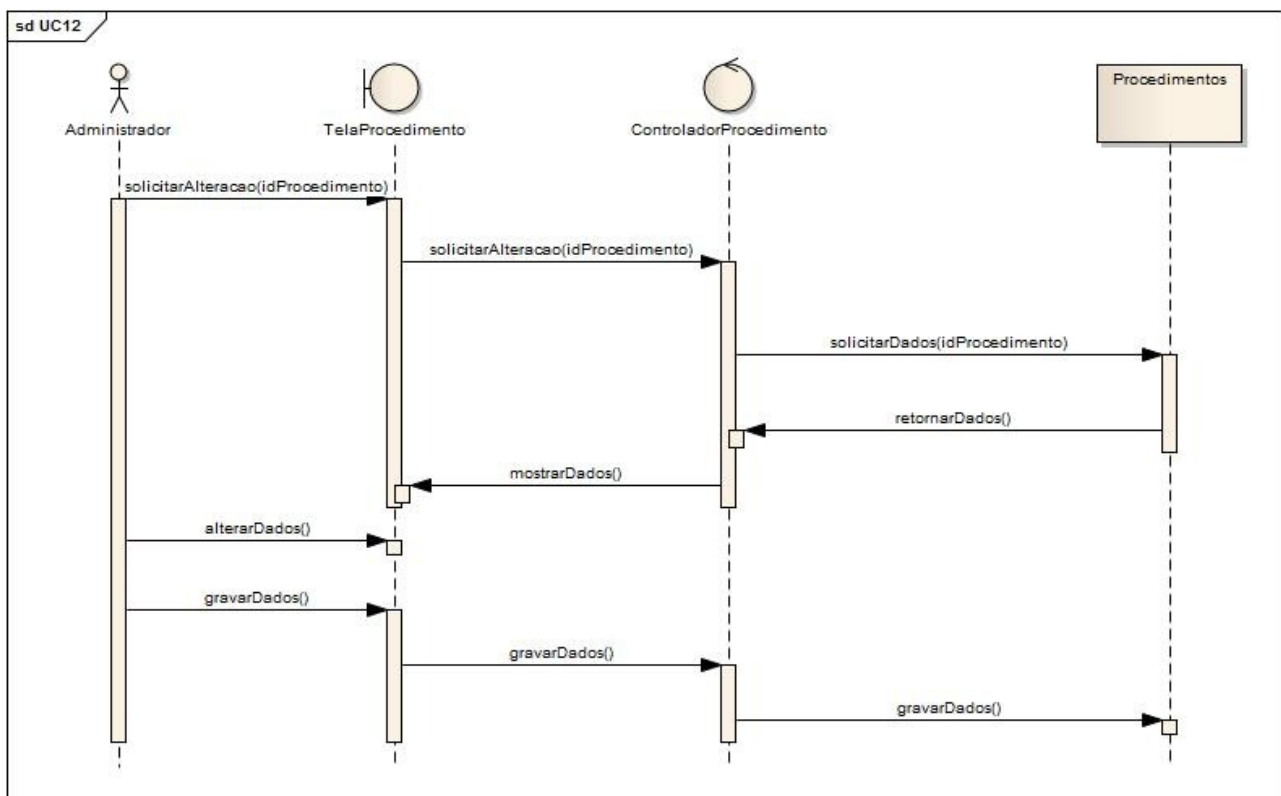 sd UC12
Administrador
TelaProcedimento
ControladorProcedimento
Procedimentos
solicitarAlteracao(idProcedimento)
solicitarAlteracao(idProcedimento)
solicitarDados(idProcedimento)
retornarDados()
mostrarDados()
alterarDados()
gravarDados()
gravarDados()
gravarDados()